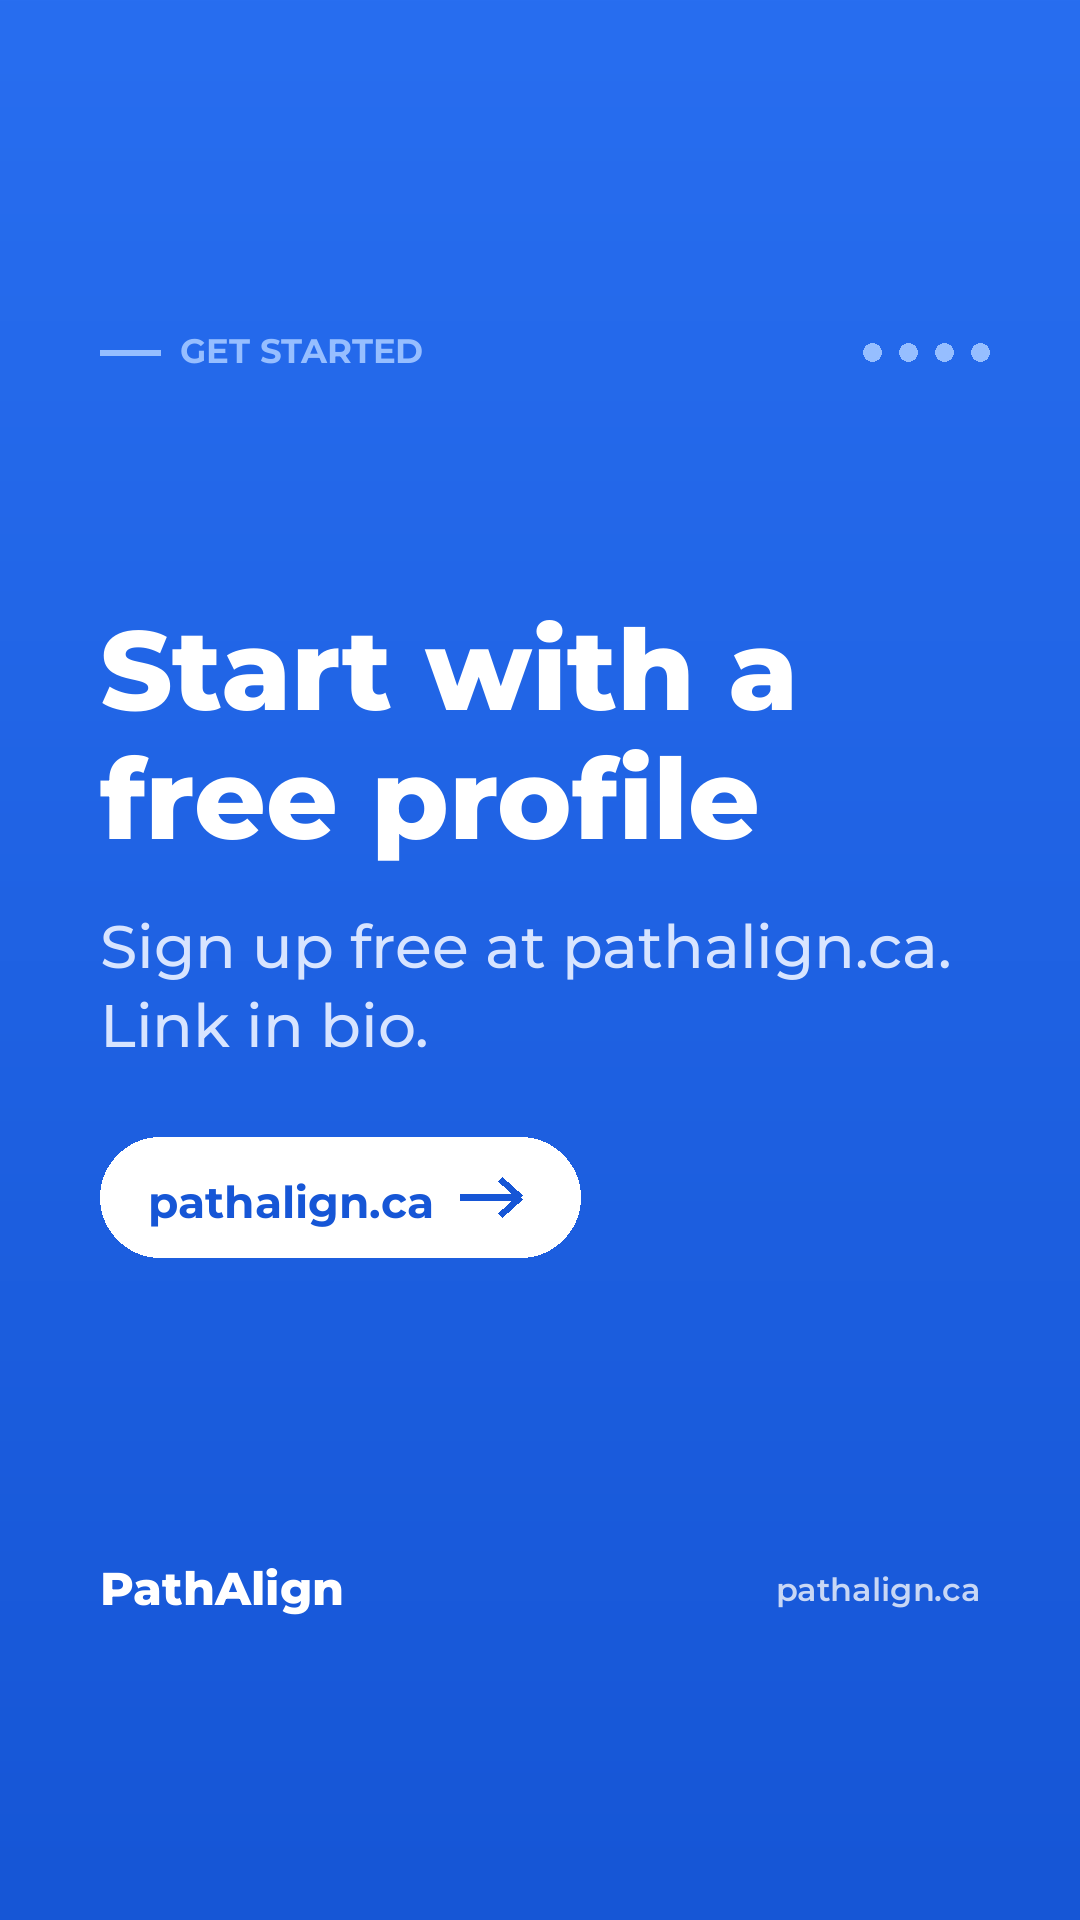 GET STARTED
Start with a
free profile
Sign up free at pathalign.ca.
Link in bio.
pathalign.ca
PathAlign
pathalign.ca